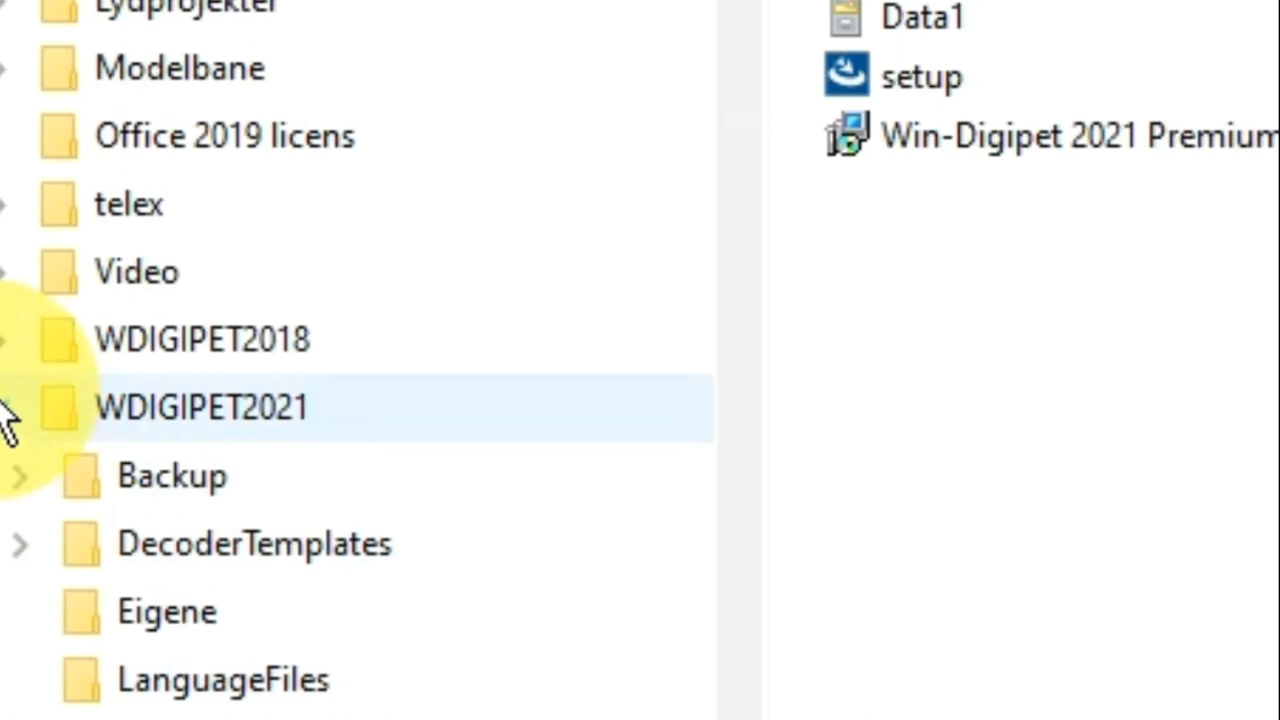 Lydprojekter
Modelbane
Office 2019 licens
telex
Video
WDIGIPET2018
WDIGIPET2021
Backup
DecoderTemplates
Eigene
LanguageFiles
Data1
setup
Win-Digipet 2021 Premium